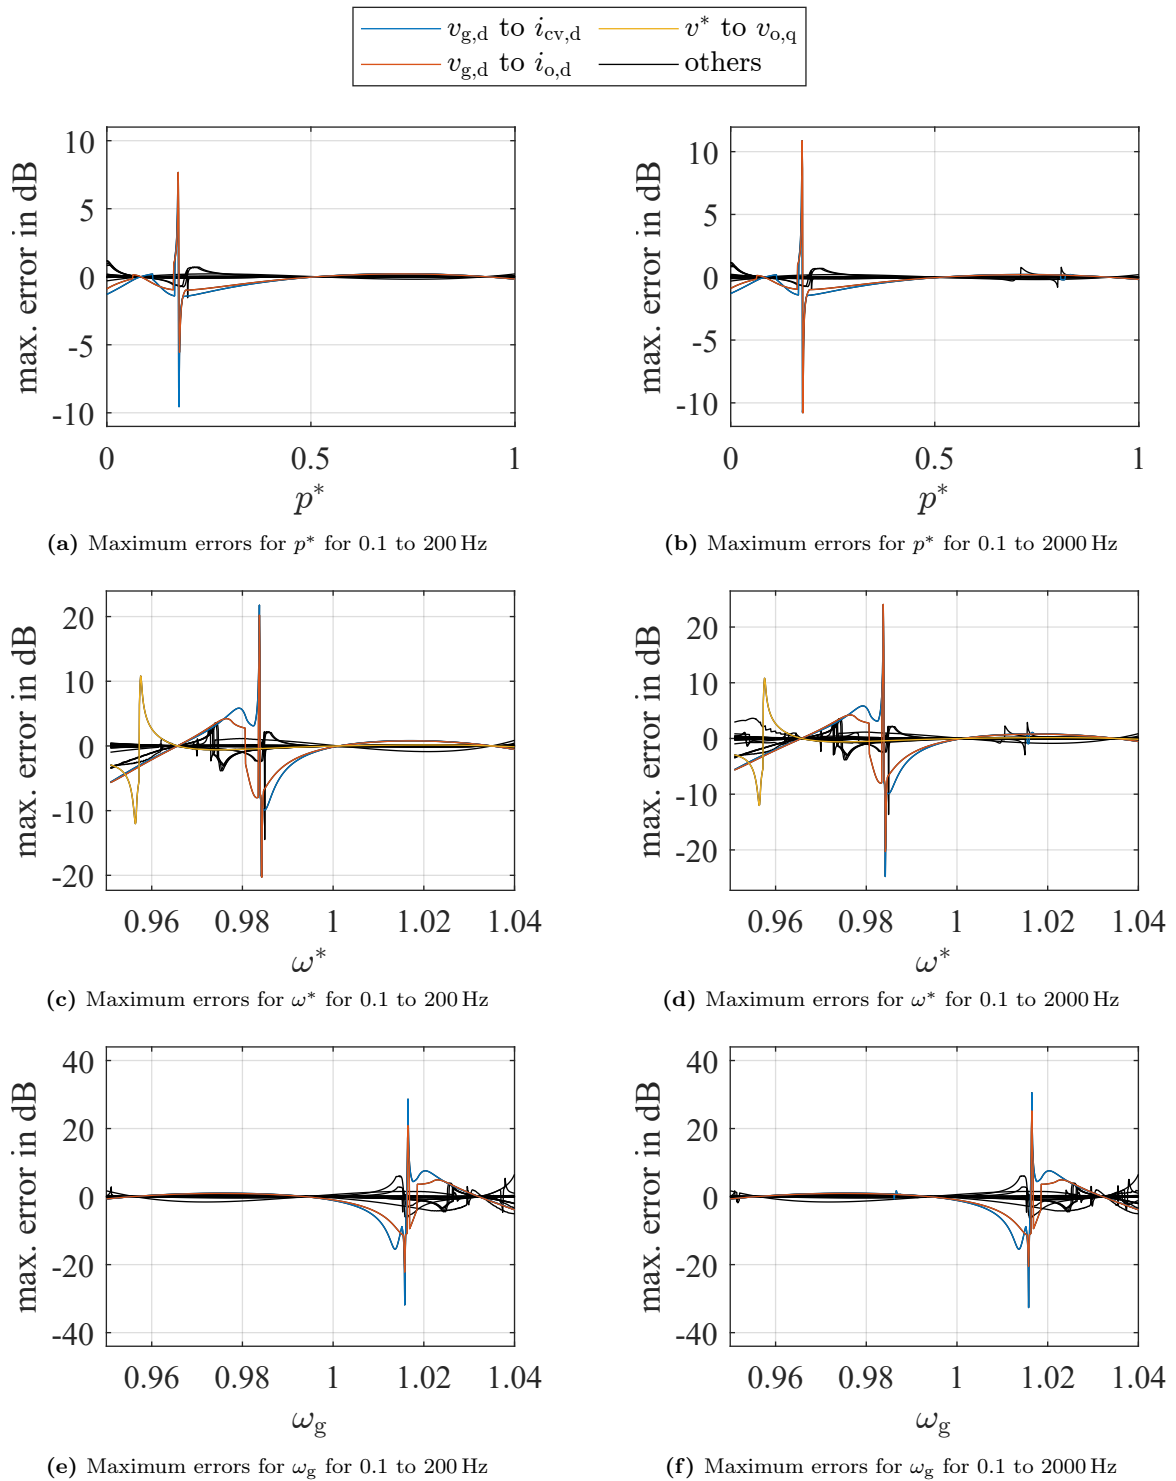 v_g,d to i_cv,d v* to v_o,q
v_g,d to i_o,d others
max. error in dB
10
5
0
-5
-10
0 0.5 1
p*
(a) Maximum errors for p* for 0.1 to 200 Hz
max. error in dB
10
5
0
-5
-10
0 0.5 1
p*
(b) Maximum errors for p* for 0.1 to 2000 Hz
max. error in dB
20
10
0
-10
-20
0.96 0.98 1 1.02 1.04
ω*
(c) Maximum errors for ω* for 0.1 to 200 Hz
max. error in dB
20
10
0
-10
-20
0.96 0.98 1 1.02 1.04
ω*
(d) Maximum errors for ω* for 0.1 to 2000 Hz
max. error in dB
40
20
0
-20
-40
0.96 0.98 1 1.02 1.04
ω_g
(e) Maximum errors for ω_g for 0.1 to 200 Hz
max. error in dB
40
20
0
-20
-40
0.96 0.98 1 1.02 1.04
ω_g
(f) Maximum errors for ω_g for 0.1 to 2000 Hz